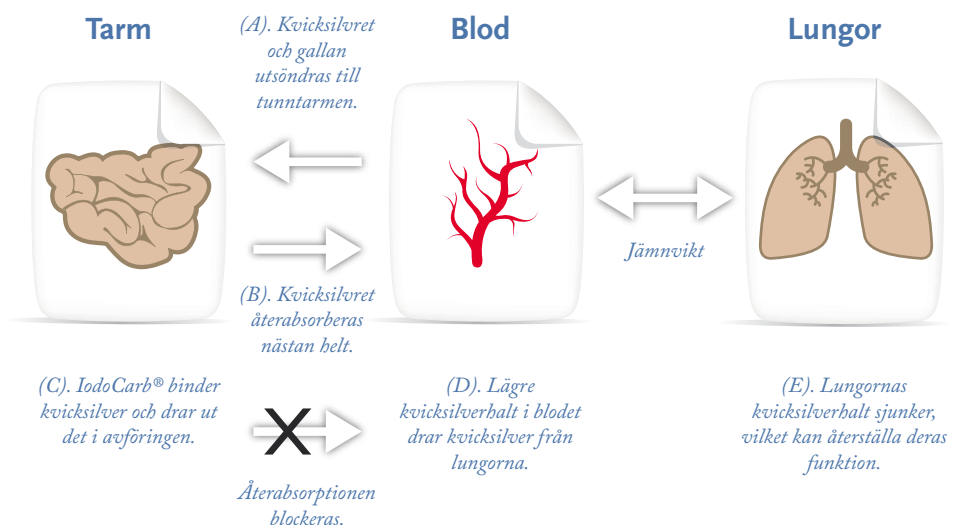 Tarm
(A). Kvicksilvret
och gallan
utsöndras till
tunntarmen.
Blod
Lungor
Jämnvikt
(B). Kvicksilvret
återabsorberas
nästan helt.
(C). IodoCarb® binder
kvicksilver och drar ut
det i avföringen.
X
Återabsorptionen
blockeras.
(D). Lägre
kvicksilverhalt i blodet
drar kvicksilver från
lungorna.
(E). Lungornas
kvicksilverhalt sjunker,
vilket kan återställa deras
funktion.